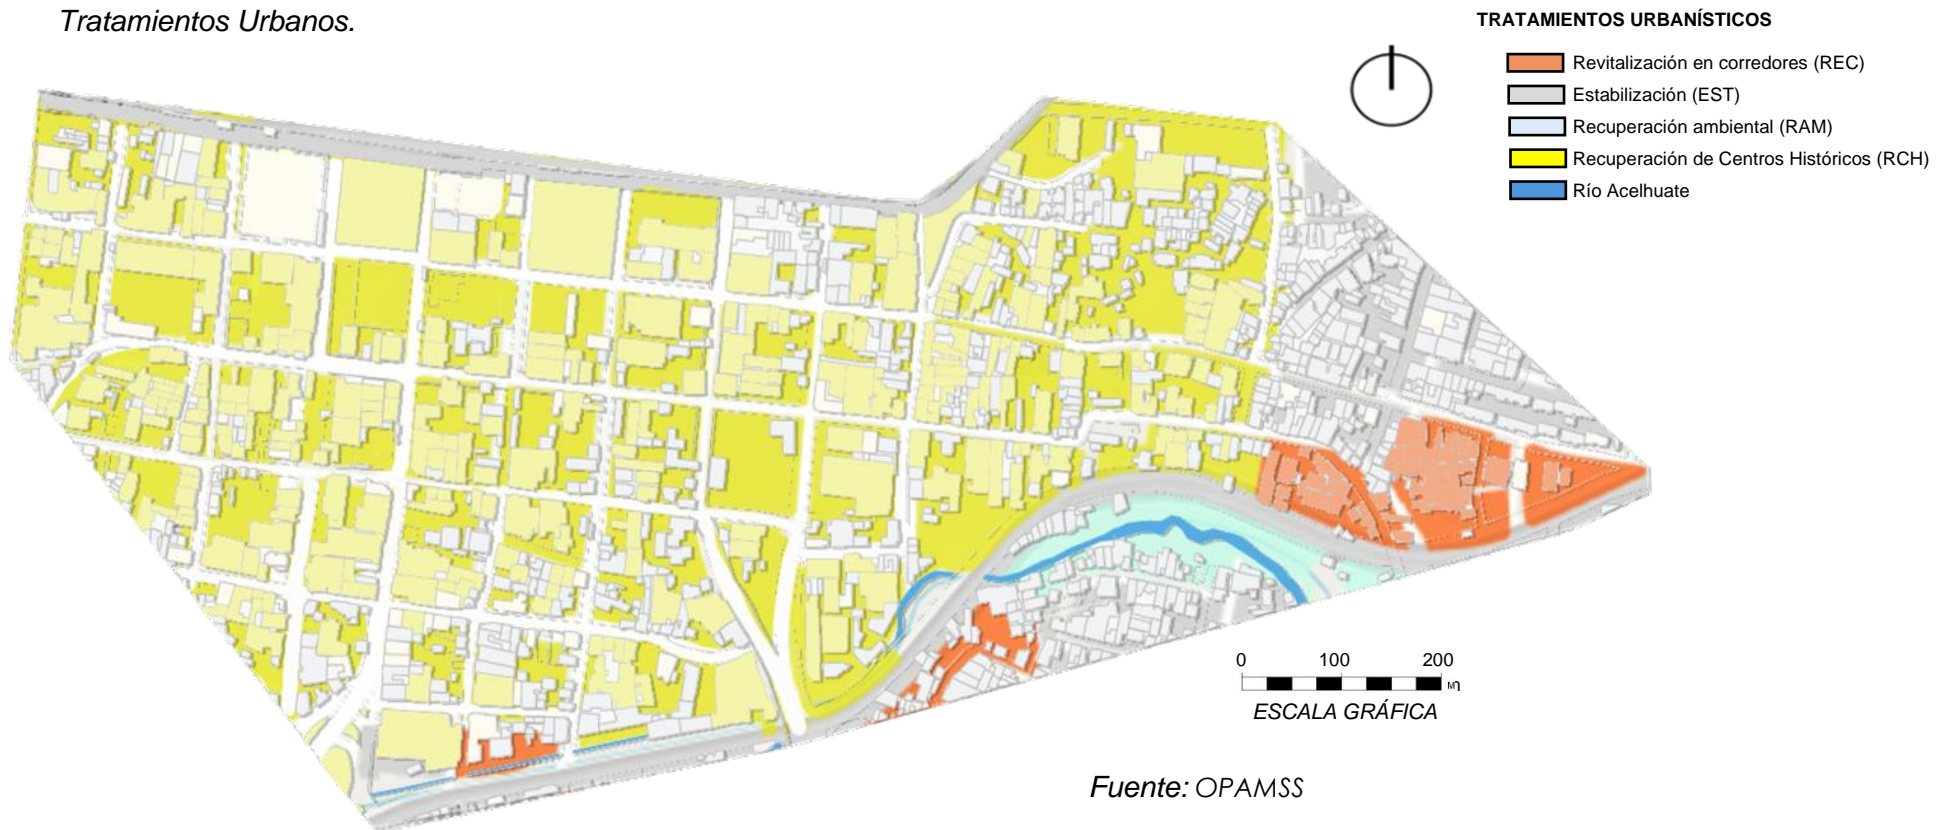 Tratamientos Urbanos.
TRATAMIENTOS URBANÍSTICOS
Revitalización en corredores (REC)
Estabilización (EST)
Recuperación ambiental (RAM)
Recuperación de Centros Históricos (RCH)
Río Acelhuate
0 100 200
ESCALA GRÁFICA
Fuente: OPAMSS